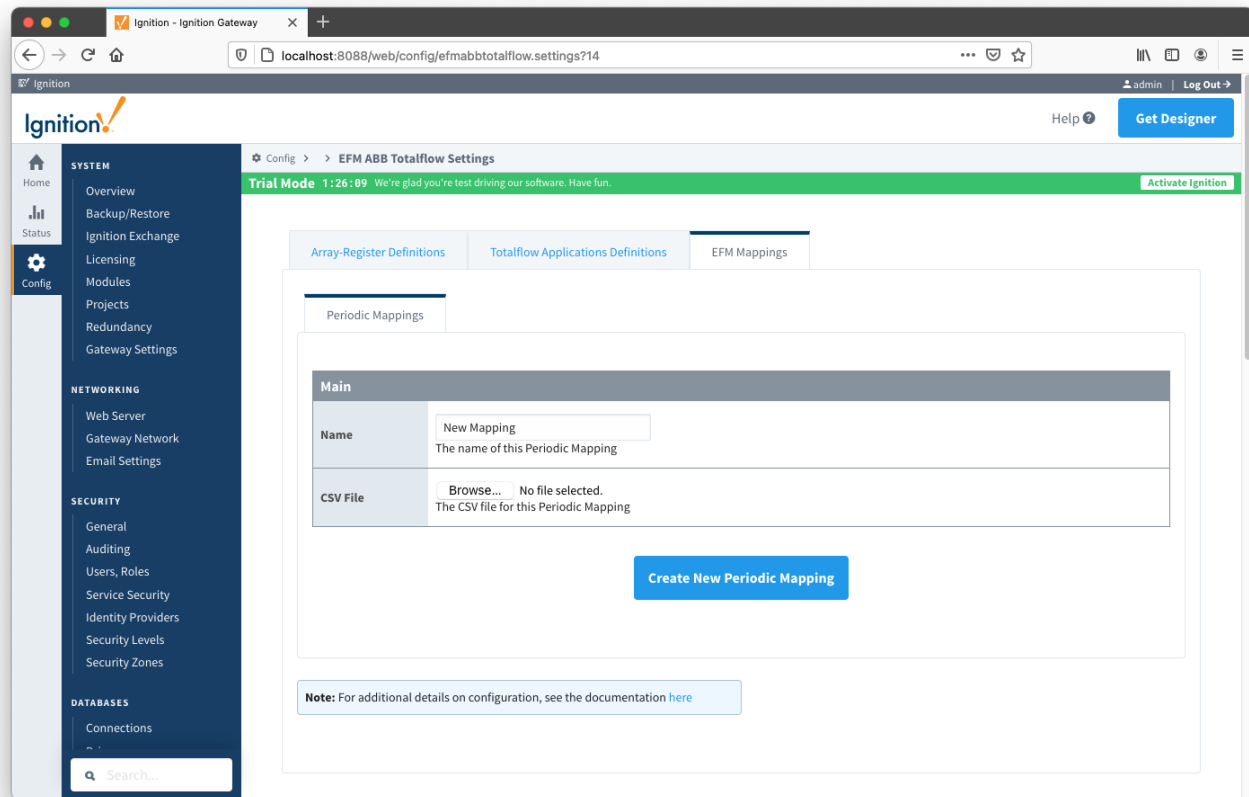 Ignition - Ignition Gateway
localhost:8088/web/config/efmabbtotalflow.settings?14
Ignition
admin | Log Out
Ignition!
Help
Get Designer
Home
Status
Config
SYSTEM
Overview
Backup/Restore
Ignition Exchange
Licensing
Modules
Projects
Redundancy
Gateway Settings
NETWORKING
Web Server
Gateway Network
Email Settings
SECURITY
General
Auditing
Users, Roles
Service Security
Identity Providers
Security Levels
Security Zones
DATABASES
Connections
Search...
Config > > EFM ABB Totalflow Settings
Trial Mode 1:26:09 We're glad you're test driving our software. Have fun.
Activate Ignition
Array-Register Definitions
Totalflow Applications Definitions
EFM Mappings
Periodic Mappings
Main
Name
New Mapping
The name of this Periodic Mapping
CSV File
Browse... No file selected.
The CSV file for this Periodic Mapping
Create New Periodic Mapping
Note: For additional details on configuration, see the documentation here